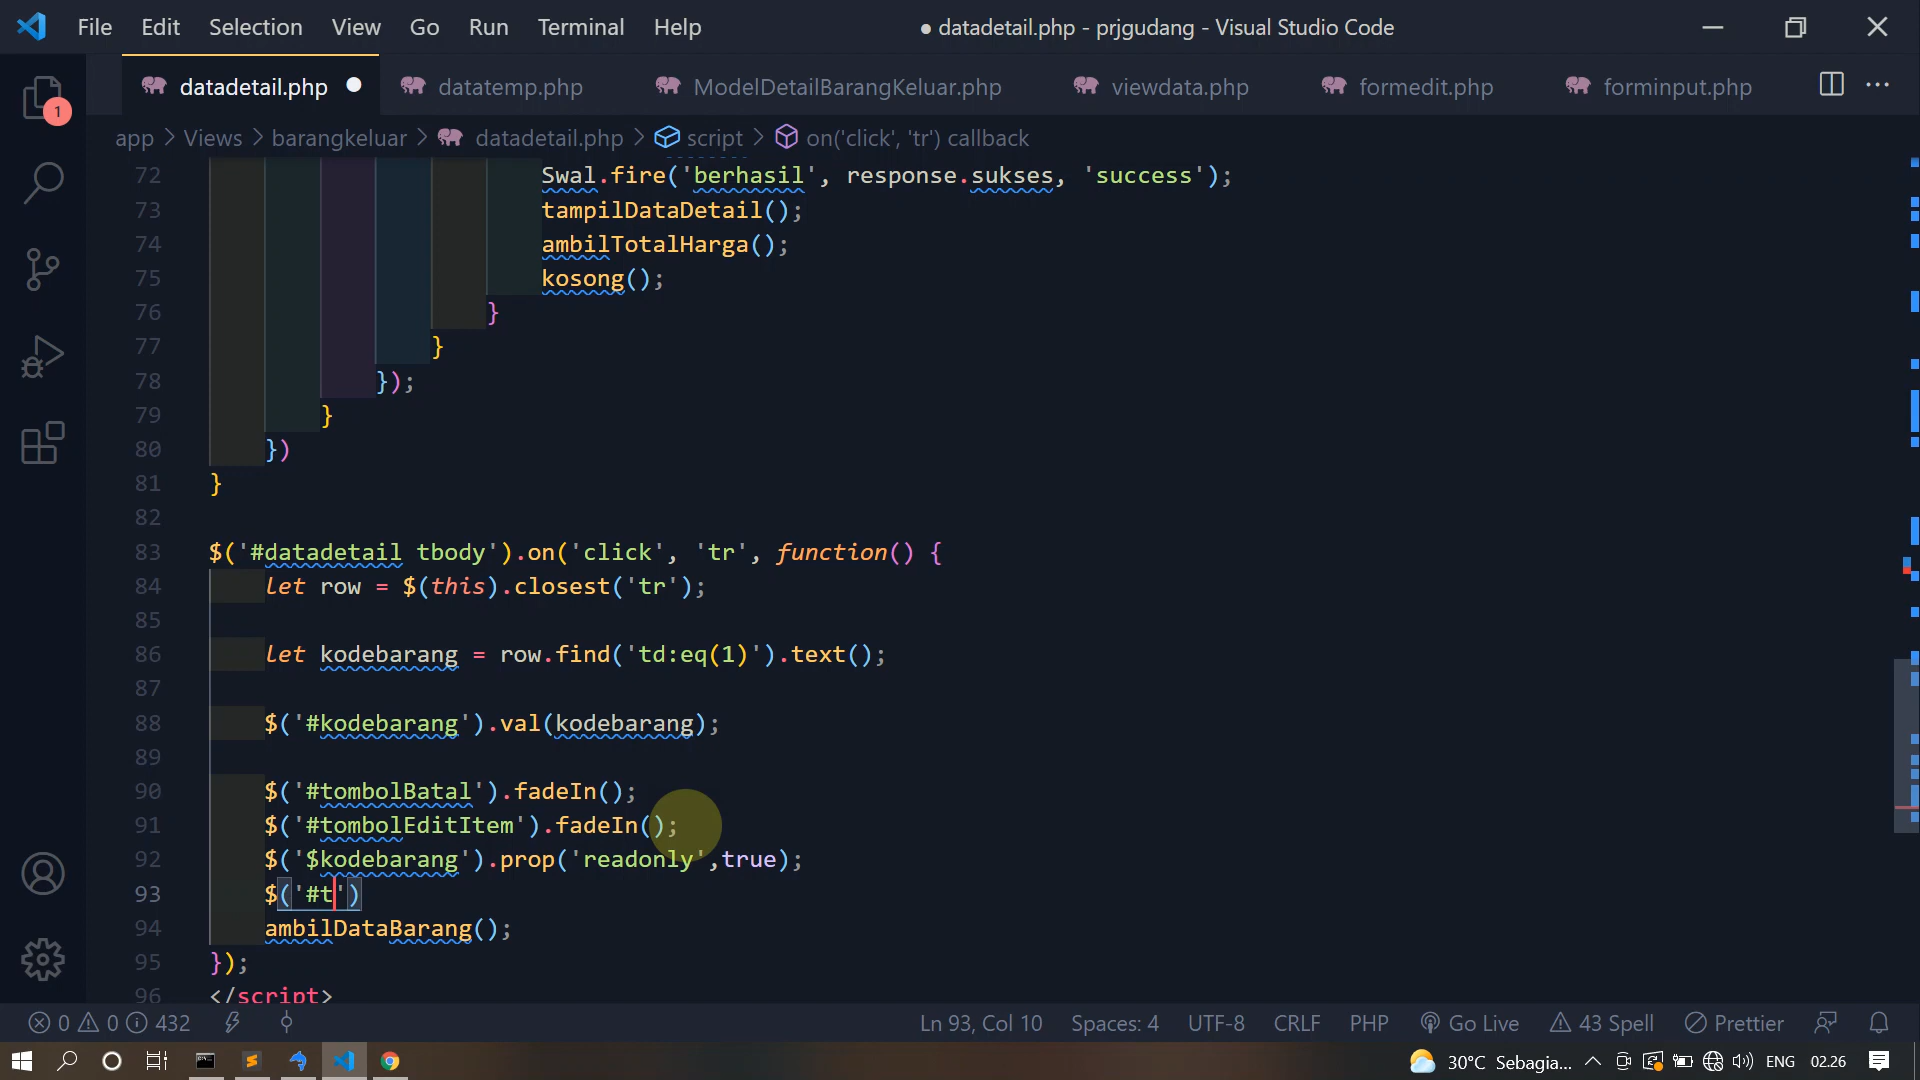 File Edit Selection View Go Run Terminal Help ● datadetail.php - prjgudang - Visual Studio Code
datadetail.php datatemp.php ModelDetailBarangKeluar.php viewdata.php formedit.php forminput.php
1
app > Views > barangkeluar > datadetail.php > script > on('click', 'tr') callback
72 Swal.fire('berhasil', response.sukses, 'success');
73 tampilDataDetail();
74 ambilTotalHarga();
75 kosong();
76 }
77 }
78 });
79 }
80 })
81 }
82
83 $('#datadetail tbody').on('click', 'tr', function() {
84 let row = $(this).closest('tr');
85
86 let kodebarang = row.find('td:eq(1)').text();
87
88 $('#kodebarang').val(kodebarang);
89
90 $('#tombolBatal').fadeIn();
91 $('#tombolEditItem').fadeIn();
92 $('$kodebarang').prop('readonly',true);
93 $('#t')
94 ambilDataBarang();
95 });
96 </script>
0 0 432 Ln 93, Col 10 Spaces: 4 UTF-8 CRLF PHP Go Live 43 Spell Prettier
30°C Sebagia... ENG 02.26